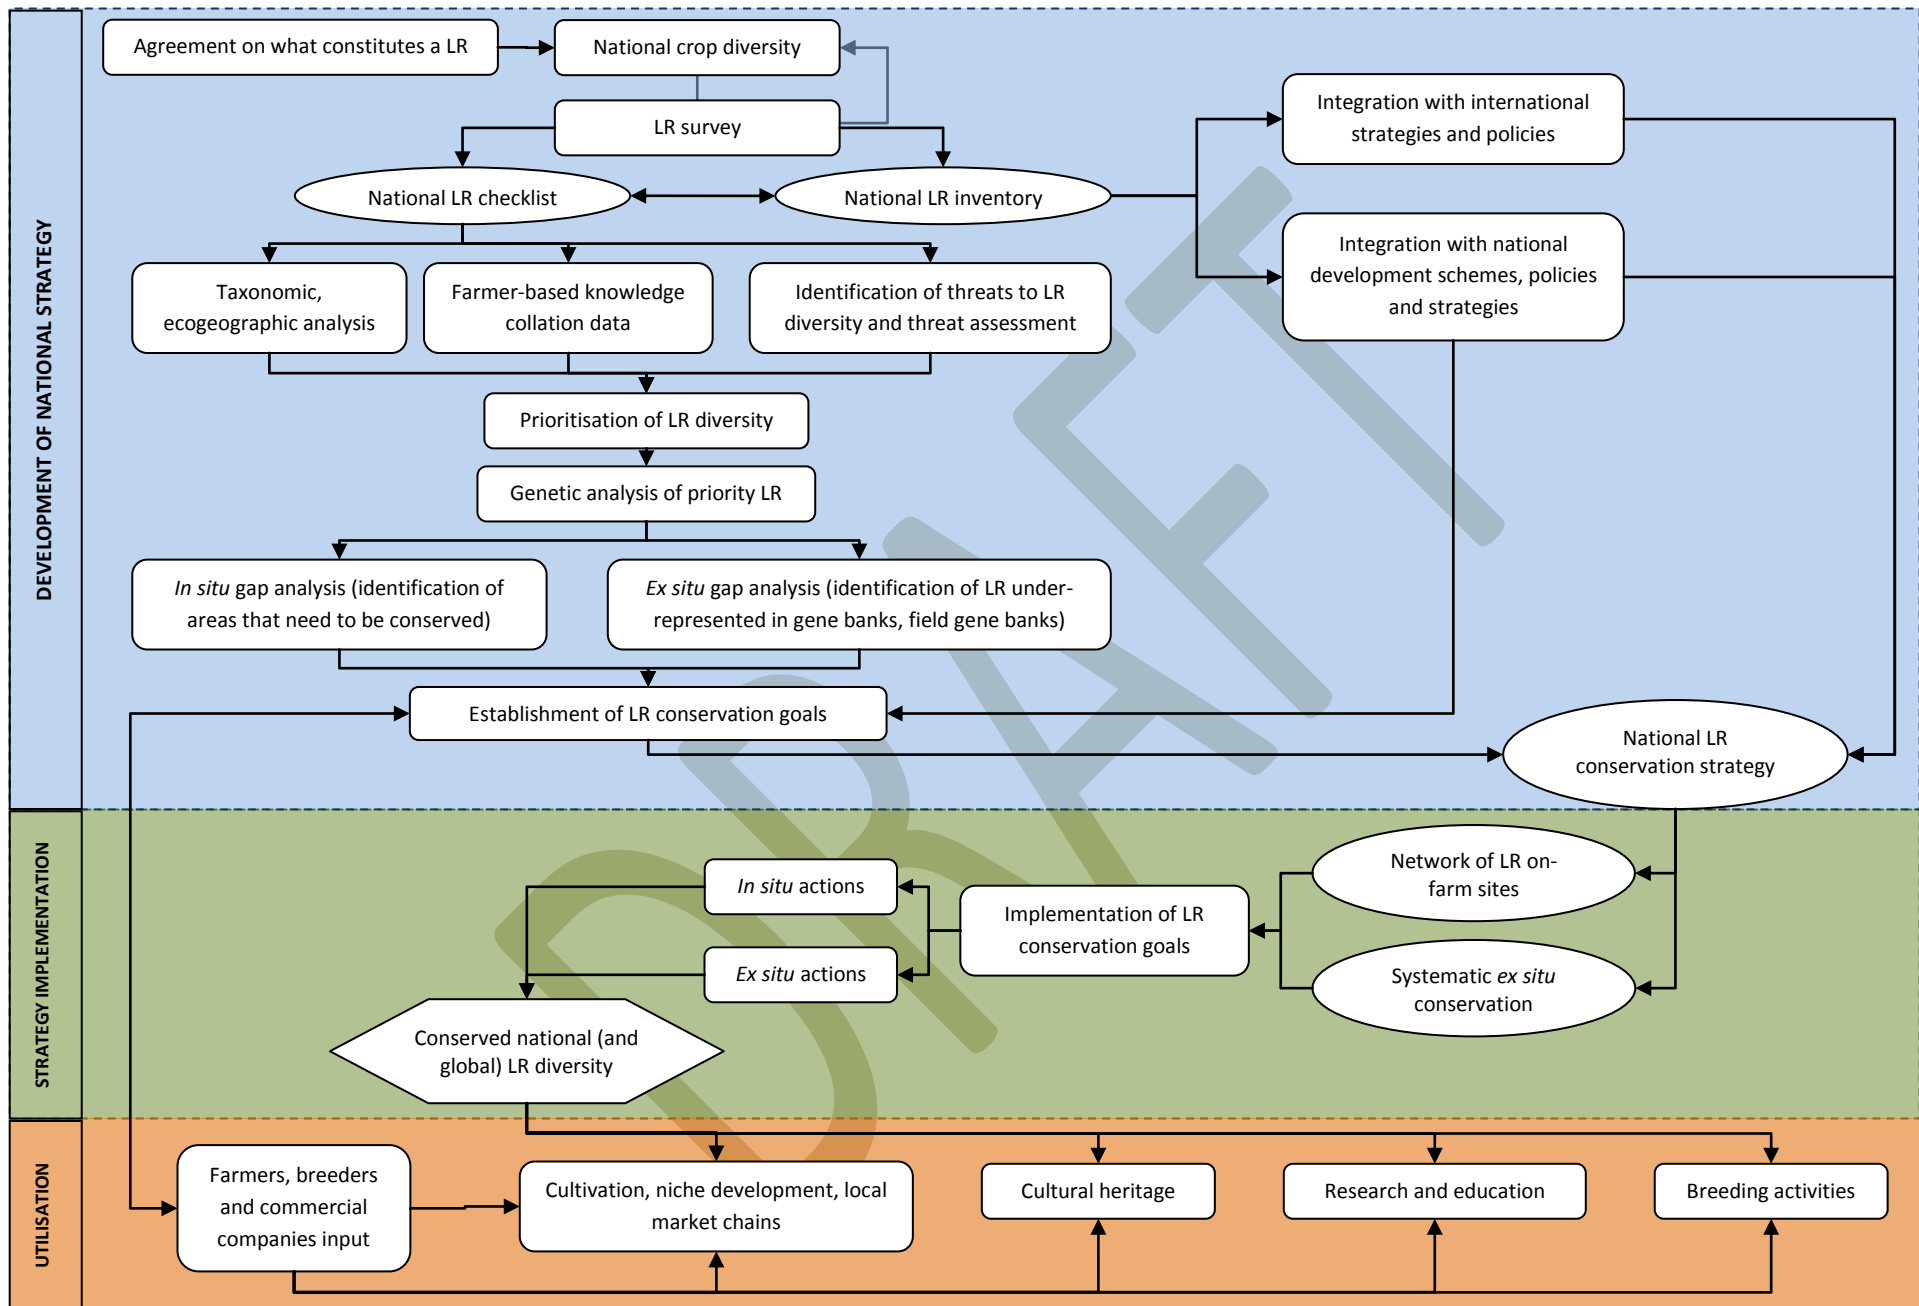 DEVELOPMENT OF NATIONAL STRATEGY
Agreement on what constitutes a LR
National crop diversity
LR survey
National LR checklist
National LR inventory
Integration with international
strategies and policies
Integration with national
development schemes, policies
and strategies
Taxonomic,
ecogeographic analysis
Farmer-based knowledge
collation data
Identification of threats to LR
diversity and threat assessment
Prioritisation of LR diversity
Genetic analysis of priority LR
In situ gap analysis (identification of
areas that need to be conserved)
Ex situ gap analysis (identification of LR under-
represented in gene banks, field gene banks)
Establishment of LR conservation goals
National LR
conservation strategy
STRATEGY IMPLEMENTATION
Network of LR on-
farm sites
Systematic ex situ
conservation
Implementation of LR
conservation goals
In situ actions
Ex situ actions
Conserved national (and
global) LR diversity
UTILISATION
Farmers, breeders
and commercial
companies input
Cultivation, niche development, local
market chains
Cultural heritage
Research and education
Breeding activities
DRAFT